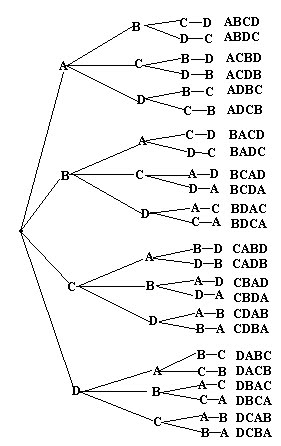 B C-D ABCD
D-C ABDC
A C B-D ACBD
D-B ACDB
D B-C ADBC
C-B ADCB
A C-D BACD
D-C BADC
B C A-D BCAD
D-A BCDA
D A-C BDAC
C-A BDCA
A B-D CABD
D-B CADB
C B A-D CBAD
D-A CBDA
D A-B CDAB
B-A CDBA
A B-C DABC
C-B DACB
D B A-C DBAC
C-A DBCA
C A-B DCAB
B-A DCBA